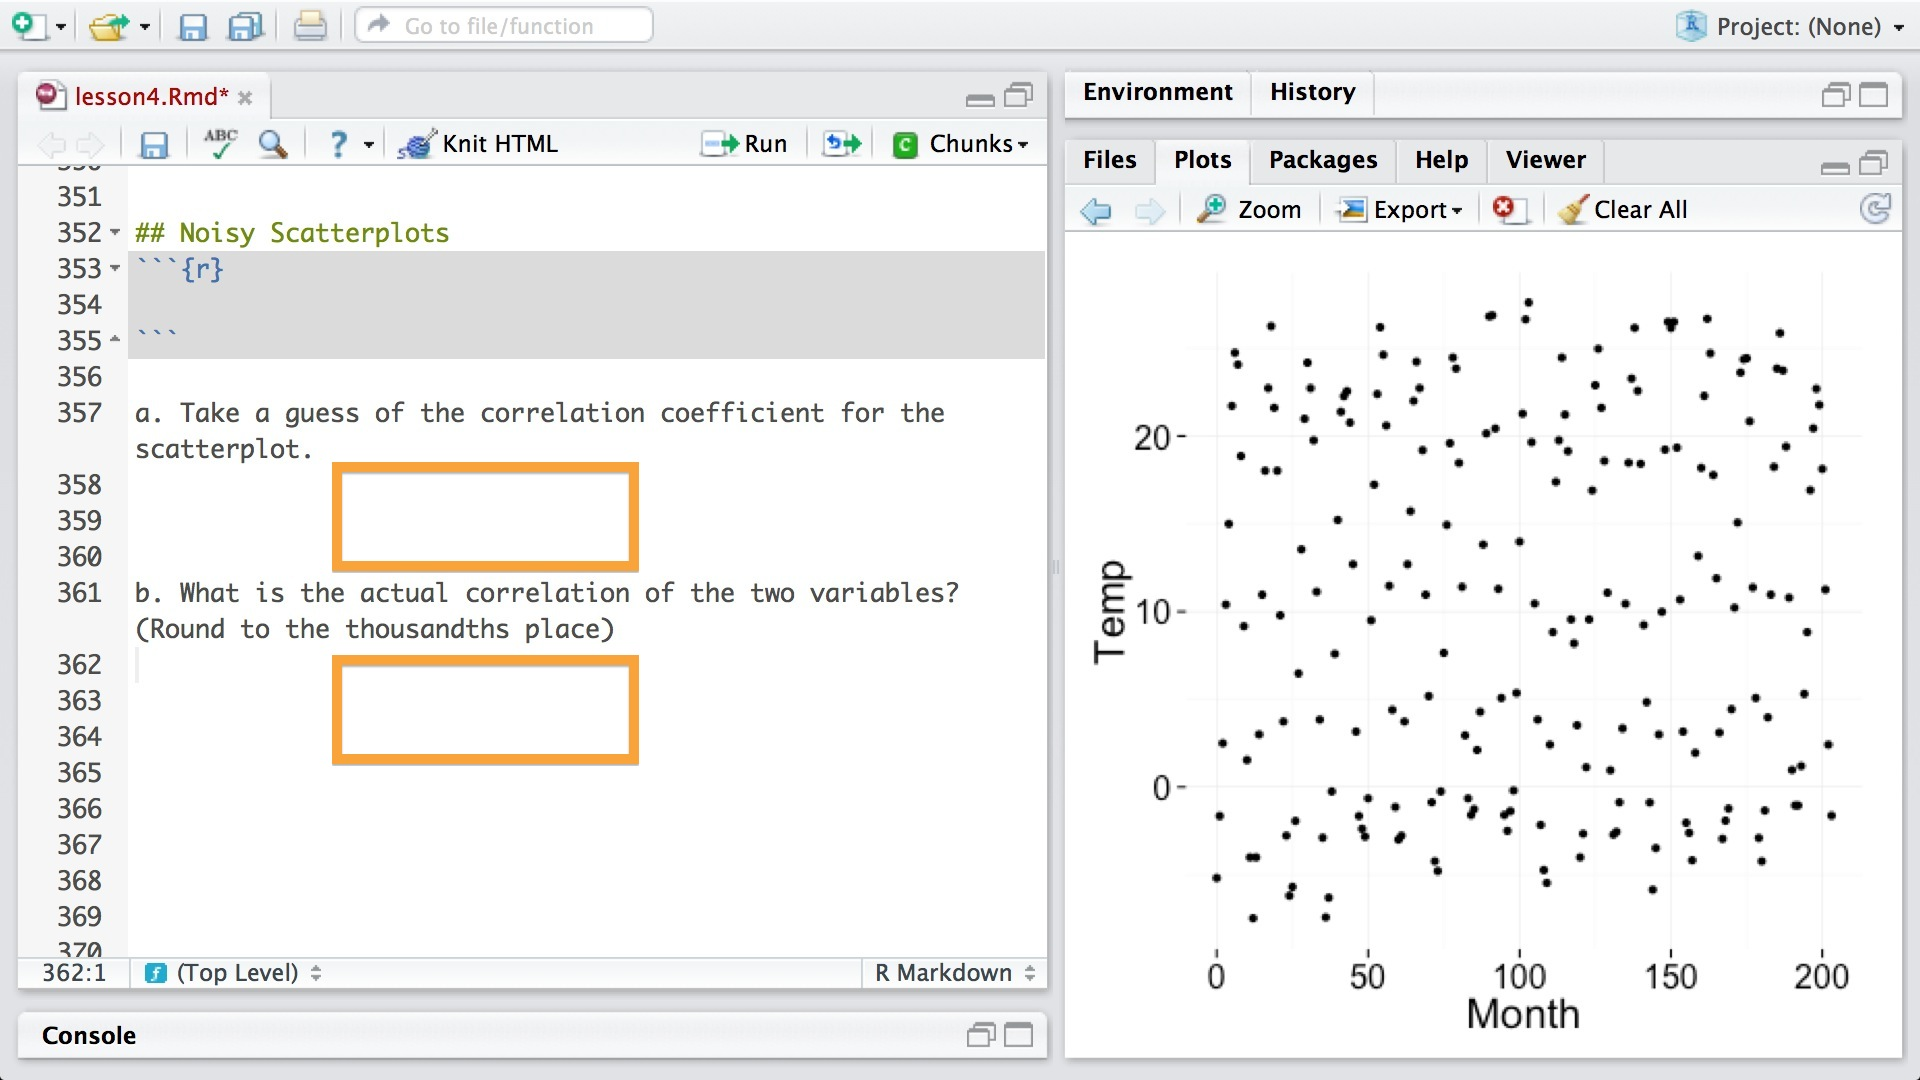 Go to file/function
Project: (None)
lesson4.Rmd*
Environment History
ABC
? Knit HTML Run Chunks
Files Plots Packages Help Viewer
Zoom Export Clear All
351
352 ## Noisy Scatterplots
353 ```{r}
354
355 ```
356
357 a. Take a guess of the correlation coefficient for the
scatterplot.
358
359
360
361 b. What is the actual correlation of the two variables?
(Round to the thousandths place)
362
363
364
365
366
367
368
369
370
362:1 (Top Level) R Markdown
Console
Temp
20
10
0
0 50 100 150 200
Month